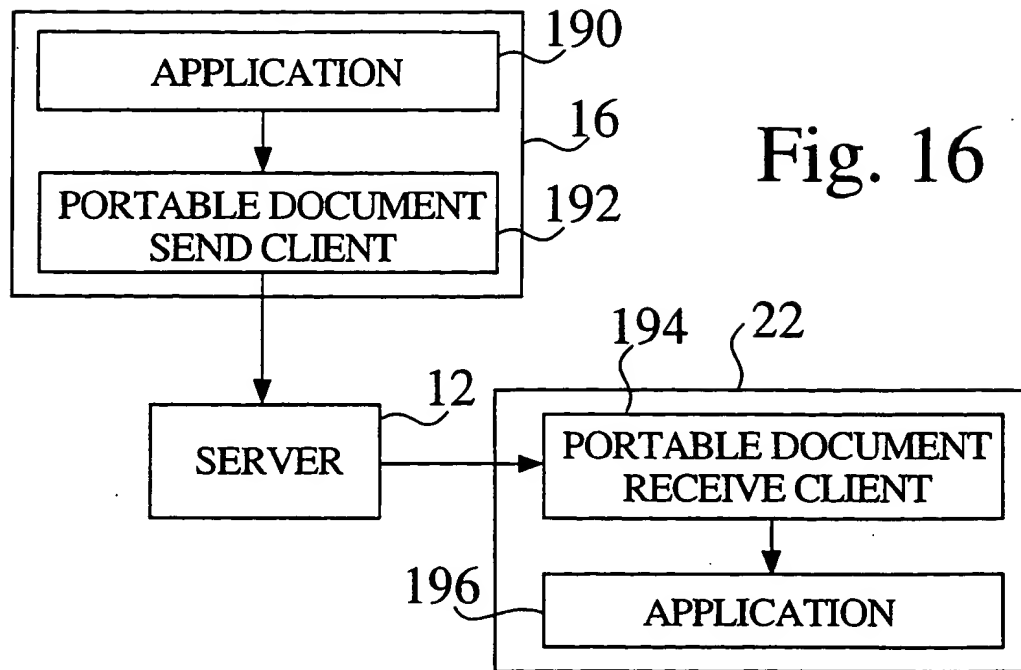 190
APPLICATION
16
Fig. 16
PORTABLE DOCUMENT
SEND CLIENT
192
194
22
12
SERVER
PORTABLE DOCUMENT
RECEIVE CLIENT
196
APPLICATION